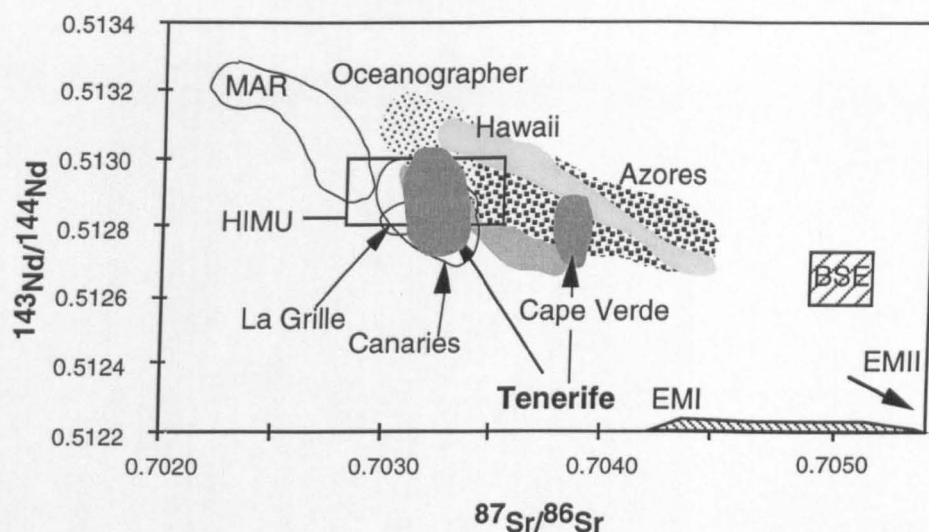 0.5134
0.5132
0.5130
0.5128
0.5126
0.5124
0.5122
143Nd/144Nd
MAR
Oceanographer
Hawaii
Azores
HIMU
BSE
La Grille
Canaries
Cape Verde
Tenerife
EMI
EMII
0.7020
0.7030
0.7040
0.7050
87Sr/86Sr